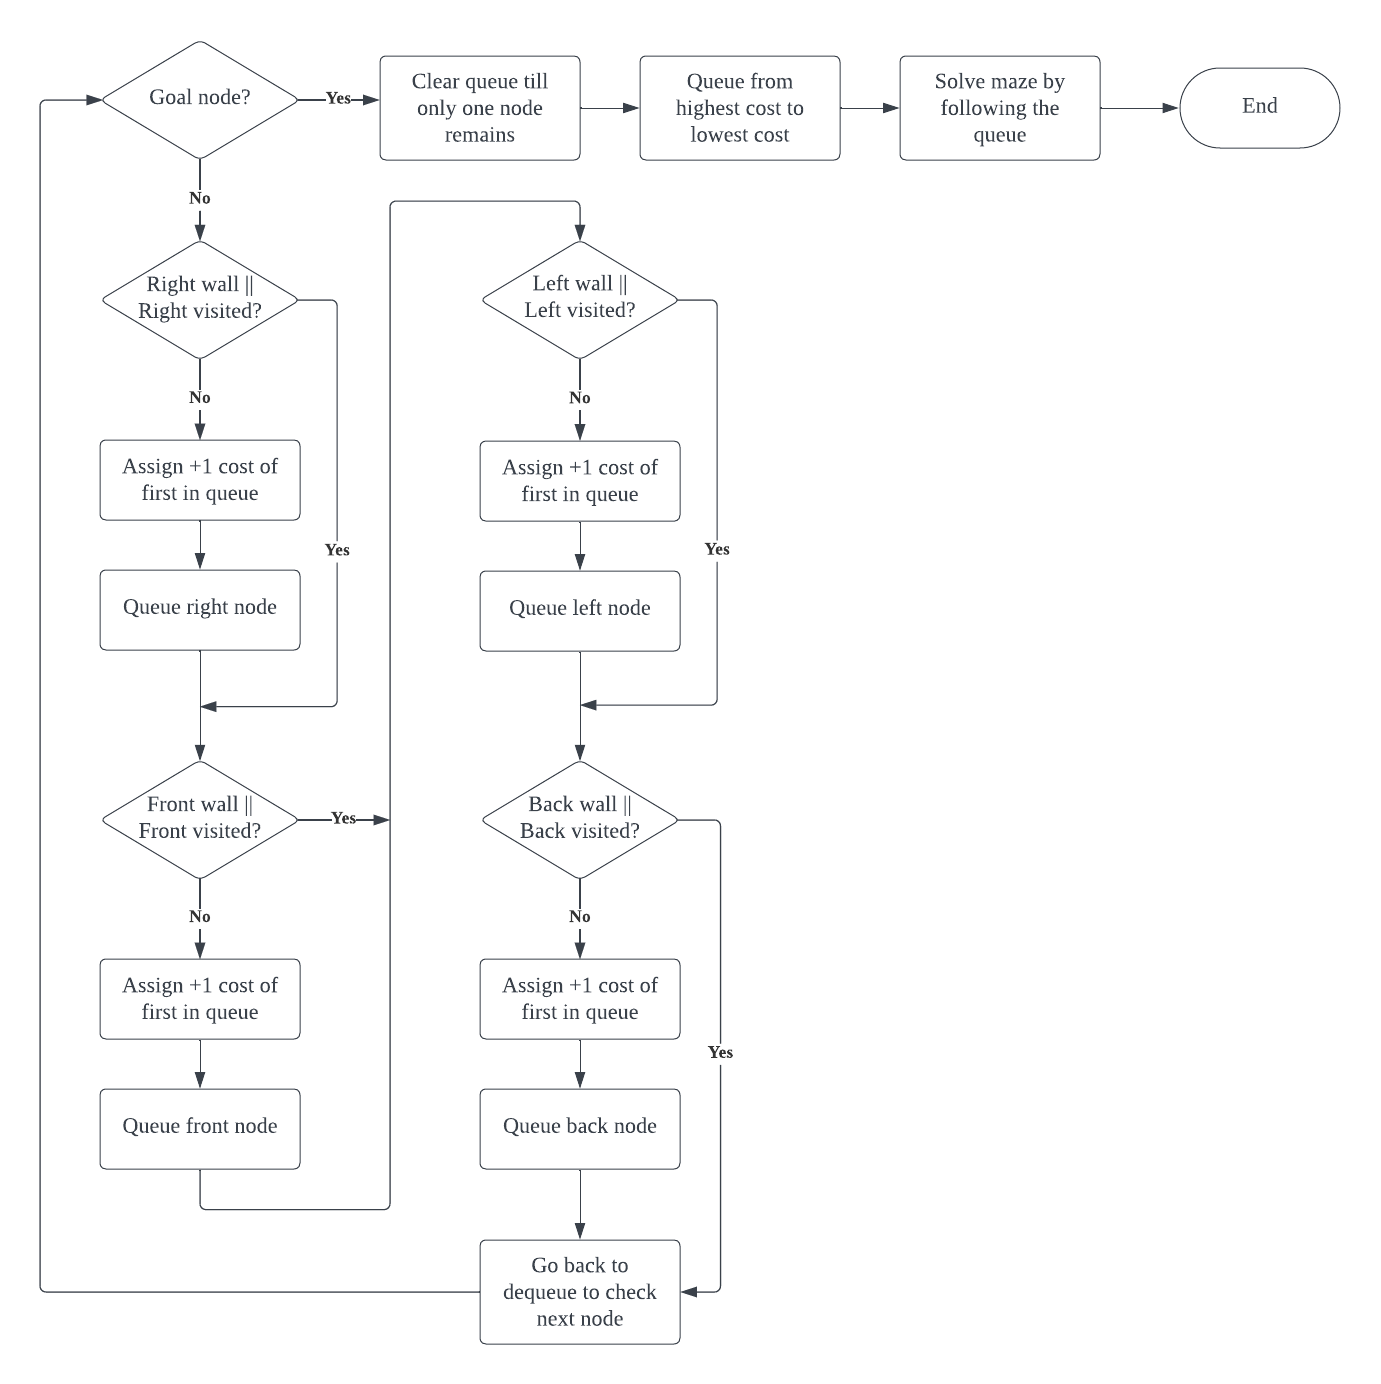 Goal node?
Yes
Clear queue till
only one node
remains
Queue from
highest cost to
lowest cost
Solve maze by
following the
queue
End
No
Right wall ||
Right visited?
No
Assign +1 cost of
first in queue
Yes
Queue right node
Front wall ||
Front visited?
Yes
No
Assign +1 cost of
first in queue
Queue front node
Left wall ||
Left visited?
No
Assign +1 cost of
first in queue
Yes
Queue left node
Back wall ||
Back visited?
No
Assign +1 cost of
first in queue
Yes
Queue back node
Go back to
dequeue to check
next node